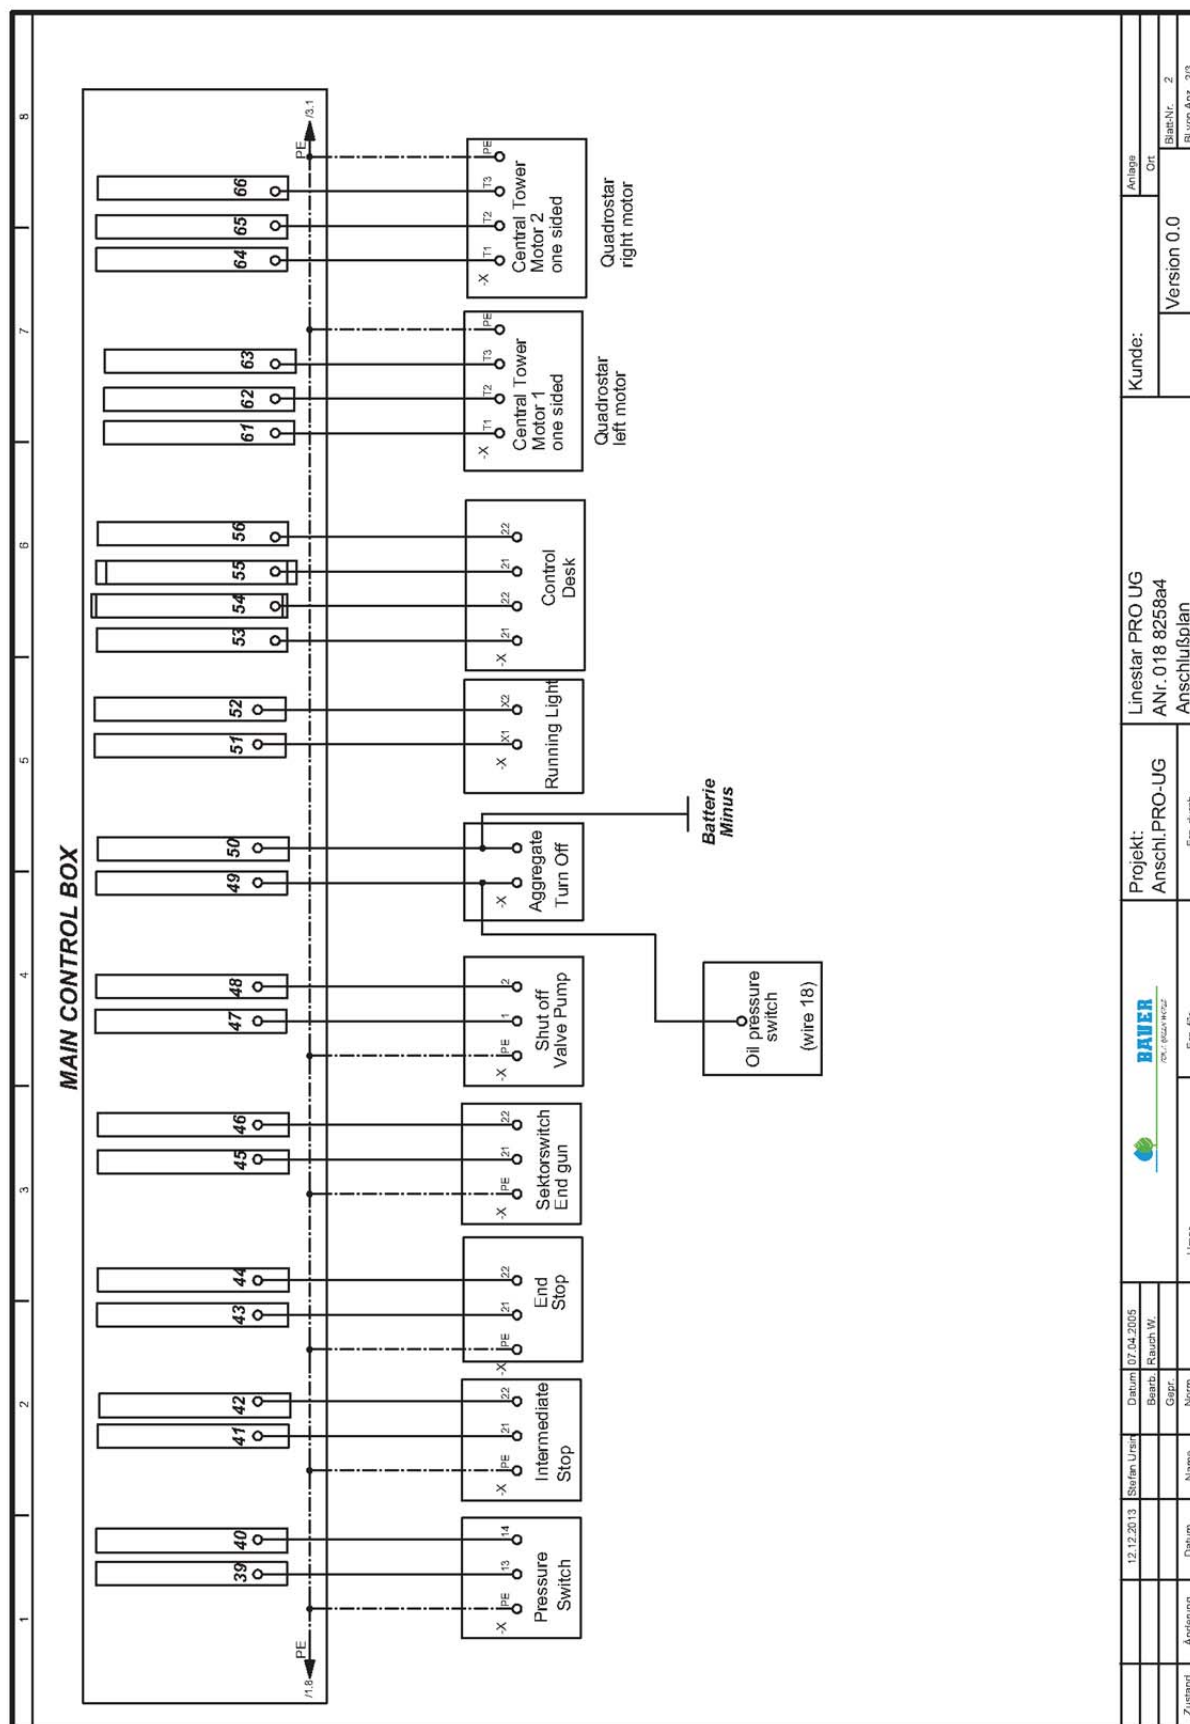 1
2
3
4
5
6
7
8
MAIN CONTROL BOX
39
40
41
42
43
44
45
46
47
48
49
50
51
52
53
54
55
56
61
62
63
64
65
66
/1.8
PE
PE
/3.1
-X PE 13 14
Pressure
Switch
-X PE 21 22
Intermediate
Stop
-X PE 21 22
End
Stop
-X PE 21 22
Sektorswitch
End gun
-X PE 1 2
Shut off
Valve Pump
-X
Aggregate
Turn Off
-X X1 X2
Running Light
-X 21 22 21 22
Control
Desk
-X T1 T2 T3 PE
Central Tower
Motor 1
one sided
Quadrostar
left motor
-X T1 T2 T3 PE
Central Tower
Motor 2
one sided
Quadrostar
right motor
Oil pressure
switch
(wire 18)
Batterie
Minus
12.12.2013
Stefan Ursin
Datum
07.04.2005
Bearb.
Rauch W.
Gepr.
Zustand
Änderung
Datum
Name
Norm
BAUER
Projekt:
Anschl.PRO-UG
Linestar PRO UG
ANr. 018 8258a4
Anschlußplan
Kunde:
Version 0.0
Anlage
Ort
Blatt-Nr. 2